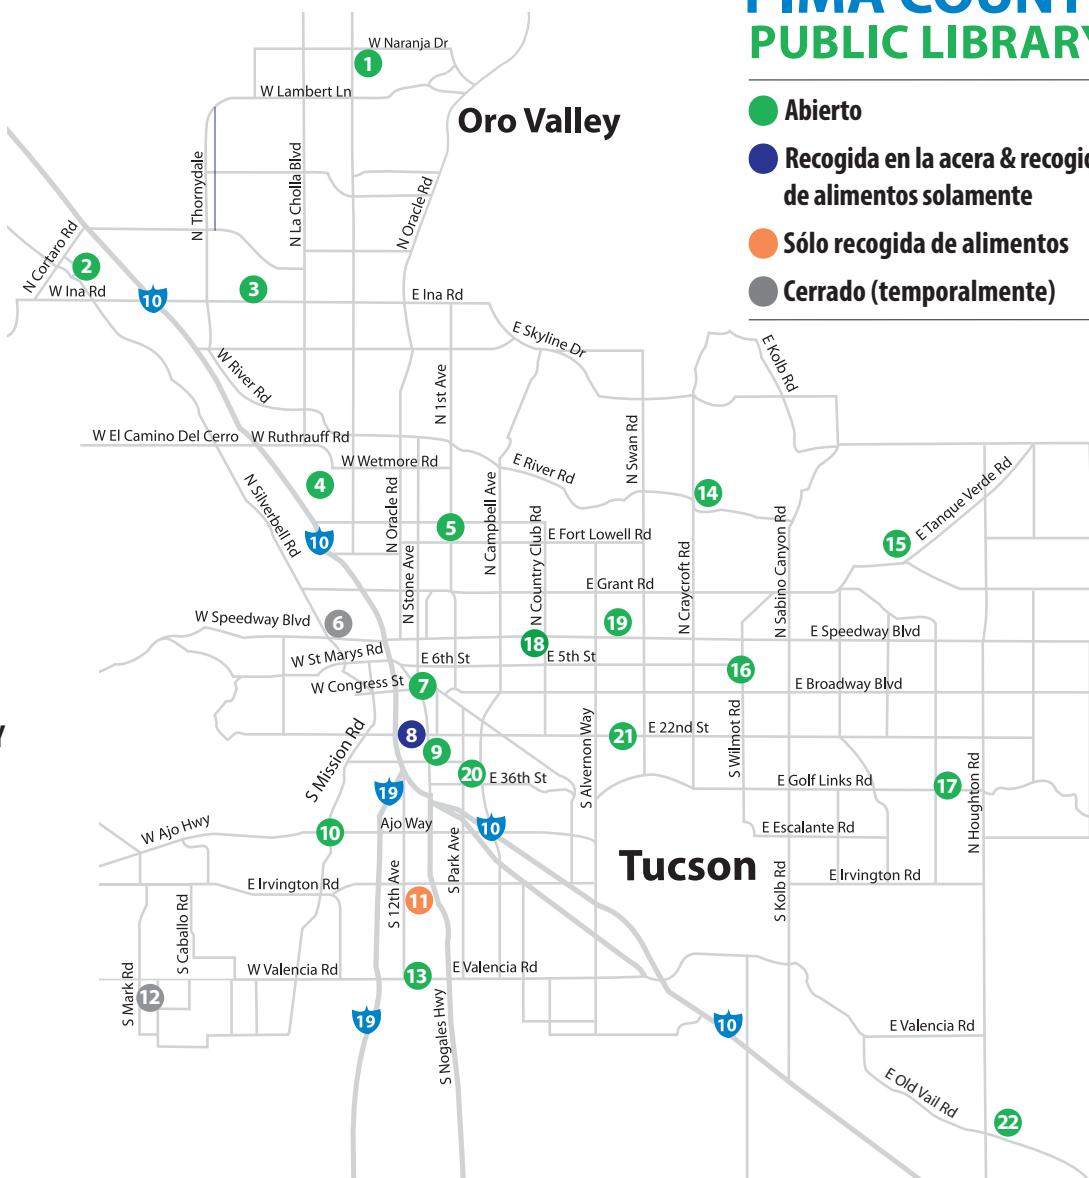 PIMA COUNT
PUBLIC LIBRARY
Abierto
Recogida en la acera & recogid
de alimentos solamente
Sólo recogida de alimentos
Cerrado (temporalmente)
W Naranja Dr
1
W Lambert Ln
Oro Valley
N Thornydale
N La Cholla Blvd
N Oracle Rd
N Cortaro Rd
2
W Ina Rd
10
3
E Ina Rd
E Skyline Dr
E Kolb Rd
W River Rd
N 1st Ave
W El Camino Del Cerro
W Ruthrauff Rd
N Swan Rd
W Wetmore Rd
E River Rd
E Tanque Verde Rd
4
N Silverbell Rd
N Oracle Rd
N Campbell Ave
14
5
N Country Club Rd
E Fort Lowell Rd
N Sabino Canyon Rd
15
10
N Stone Ave
N Craycroft Rd
E Grant Rd
W Speedway Blvd
6
19
E Speedway Blvd
18
W St Marys Rd
E 6th St
E 5th St
16
W Congress St
7
E Broadway Blvd
Y
8
9
S Alvernon Way
21
E 22nd St
S Wilmot Rd
S Mission Rd
20
E 36th St
E Golf Links Rd
17
N Houghton Rd
19
W Ajo Hwy
10
Ajo Way
10
E Escalante Rd
Tucson
S Park Ave
S 12th Ave
E Irvington Rd
11
S Kolb Rd
E Irvington Rd
S Caballo Rd
S Mark Rd
12
W Valencia Rd
13
E Valencia Rd
19
S Nogales Hwy
10
E Valencia Rd
E Old Vail Rd
22